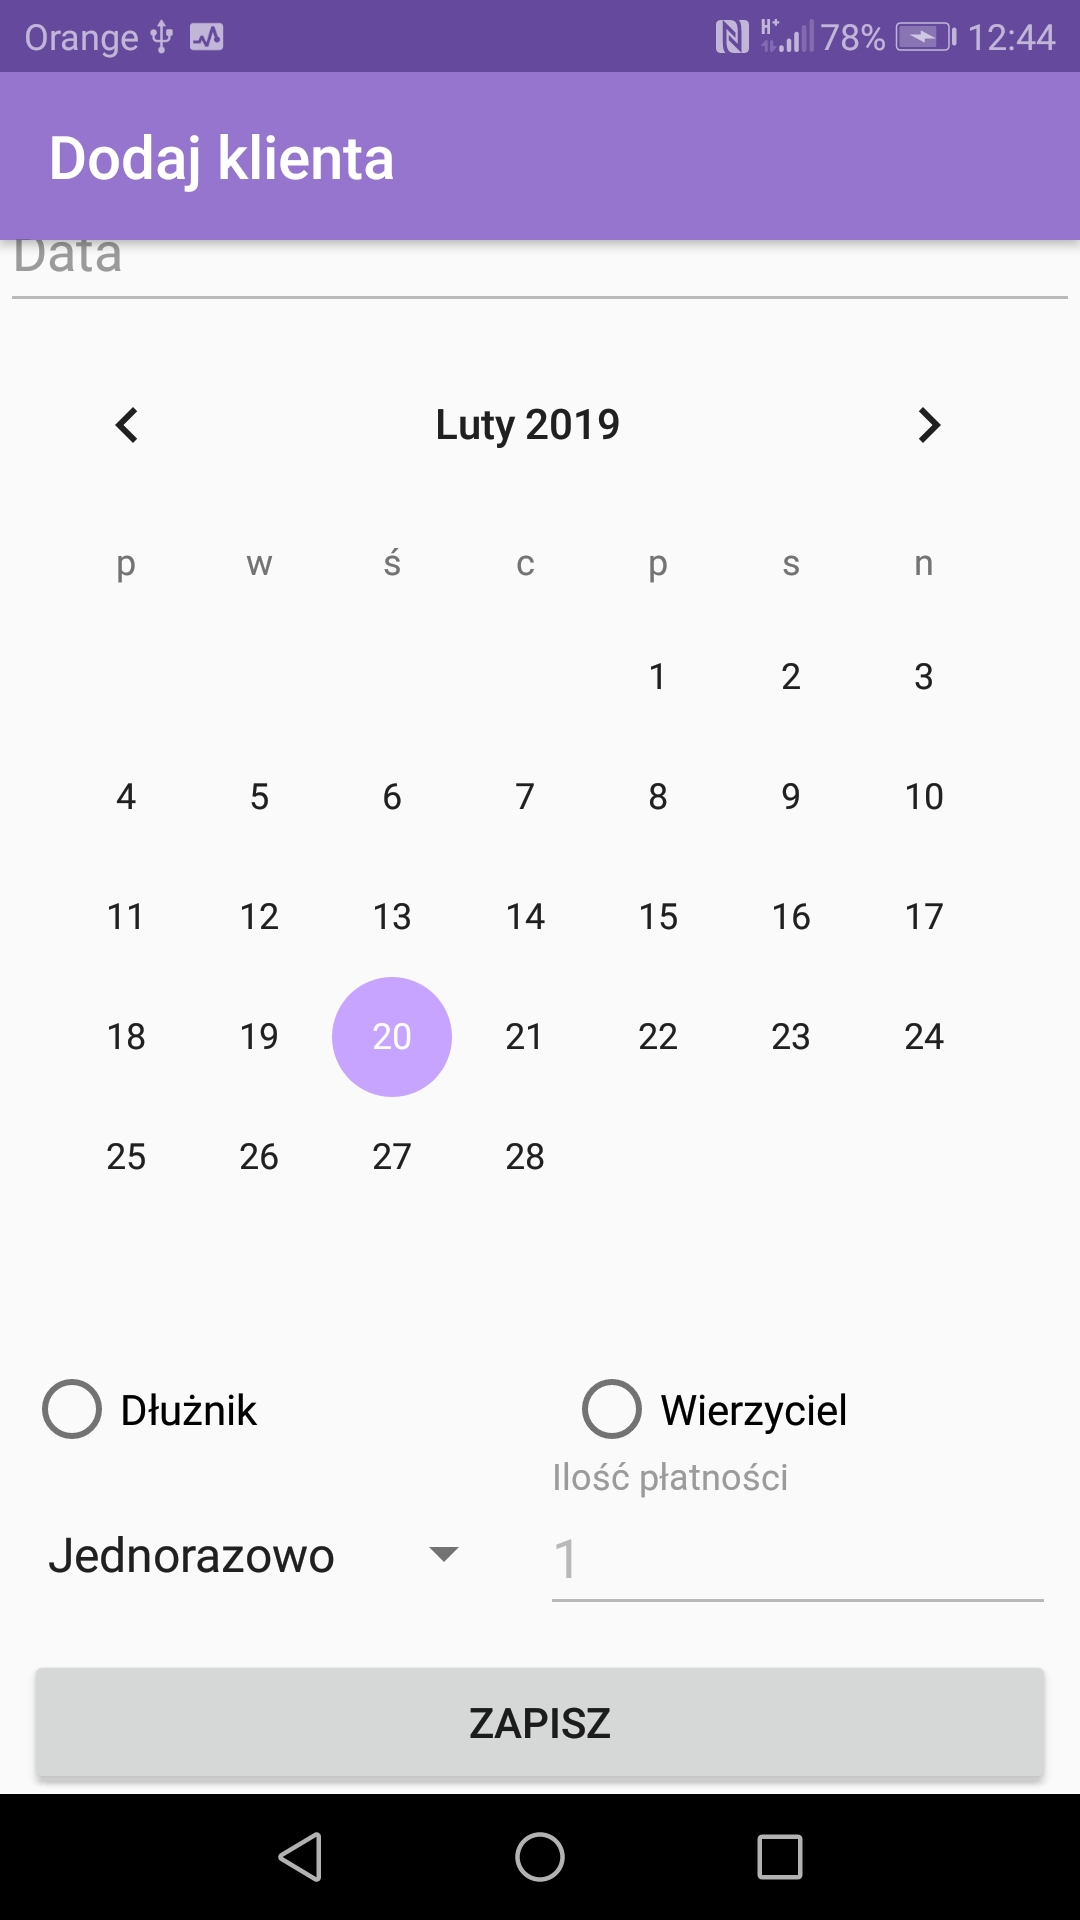 Orange H+ 78% 12:44
Dodaj klienta
Data
Luty 2019
p w ś c p s n
1 2 3
4 5 6 7 8 9 10
11 12 13 14 15 16 17
18 19 20 21 22 23 24
25 26 27 28
Dłużnik Wierzyciel
Ilość płatności
Jednorazowo 1
ZAPISZ